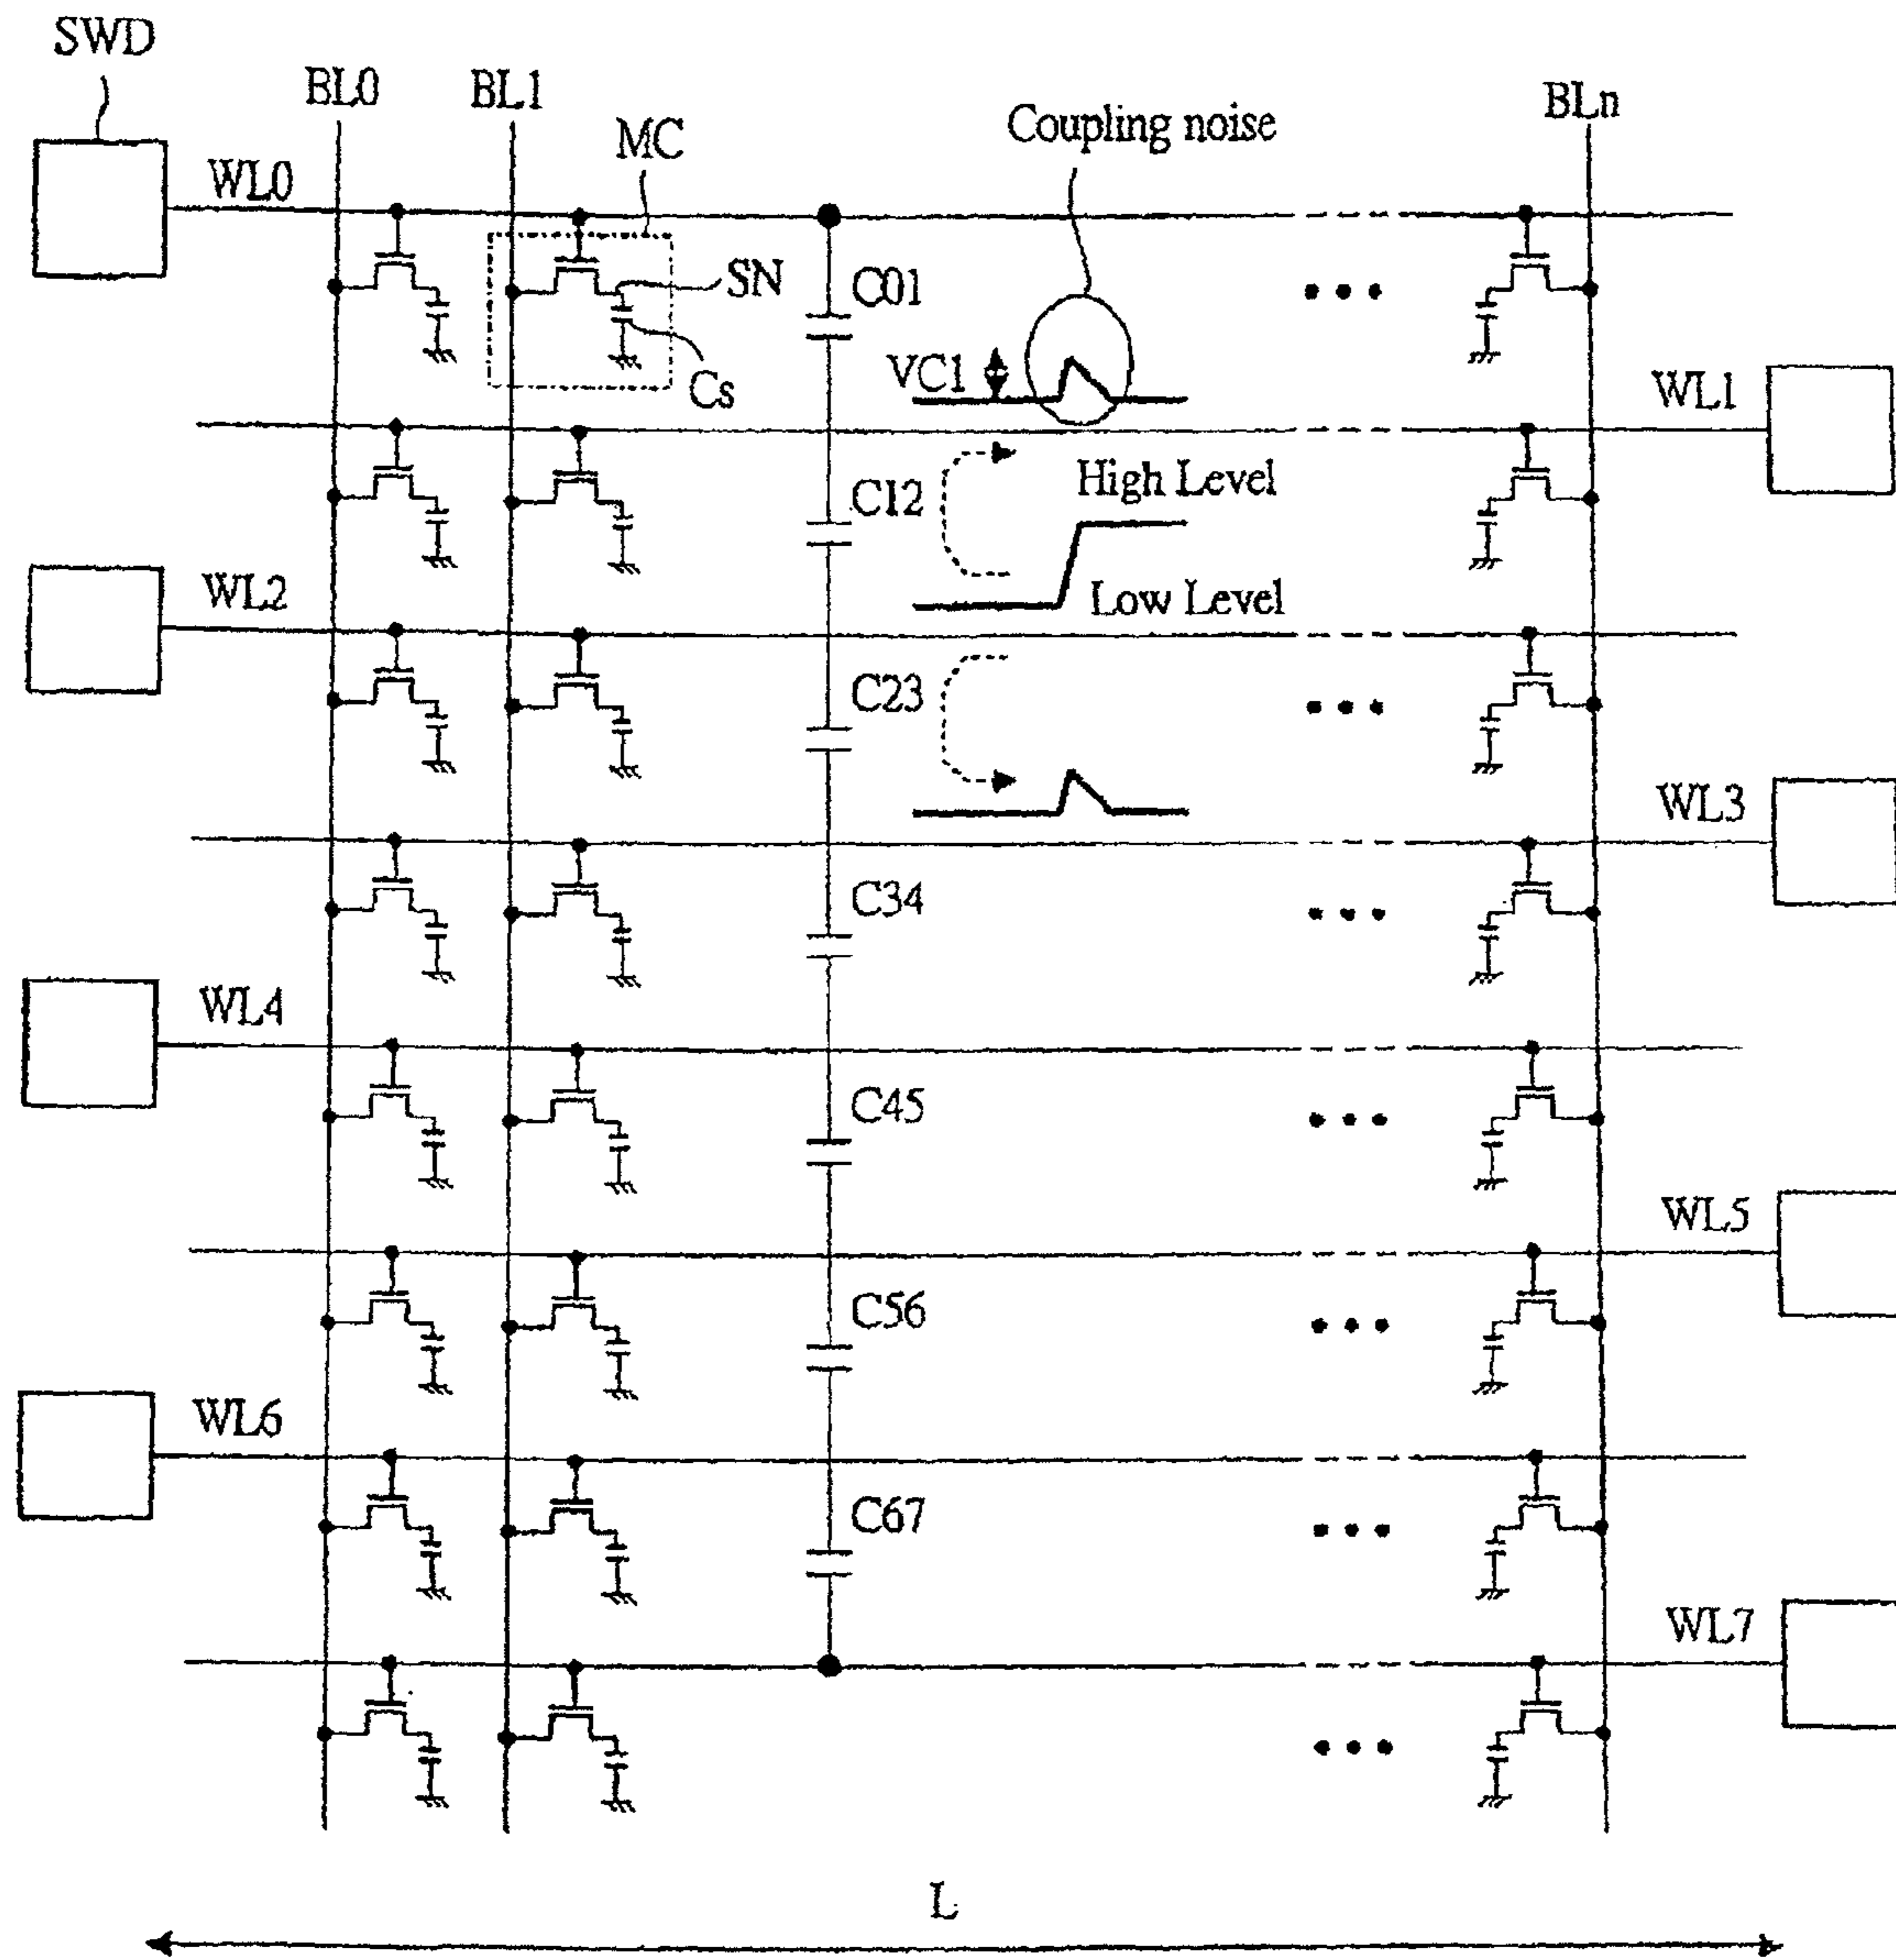 SWD
BL0
BL1
MC
Coupling noise
BLn
WL0
SN
C01
Cs
VC1
WL1
C12
High Level
WL2
Low Level
C23
WL3
C34
WL4
C45
WL5
C56
WL6
C67
WL7
L